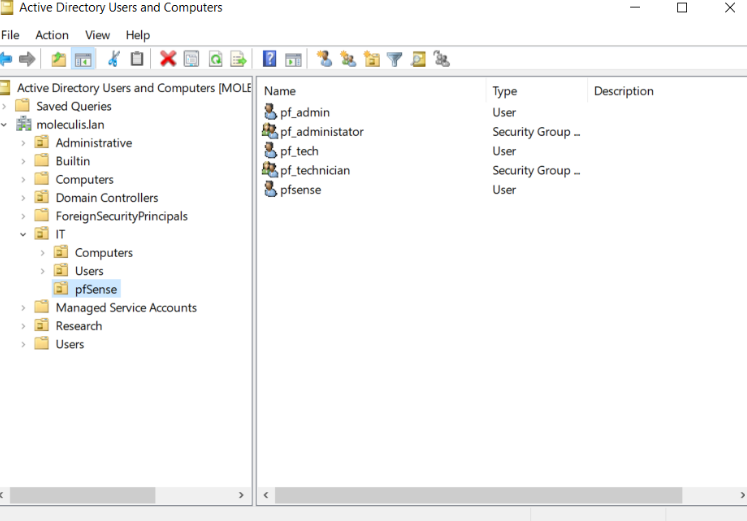 Active Directory Users and Computers
File Action View Help
Active Directory Users and Computers [MOLE
Saved Queries
moleculis.lan
Administrative
Builtin
Computers
Domain Controllers
ForeignSecurityPrincipals
IT
Computers
Users
pfSense
Managed Service Accounts
Research
Users
Name Type Description
pf_admin User
pf_administator Security Group ...
pf_tech User
pf_technician Security Group ...
pfsense User